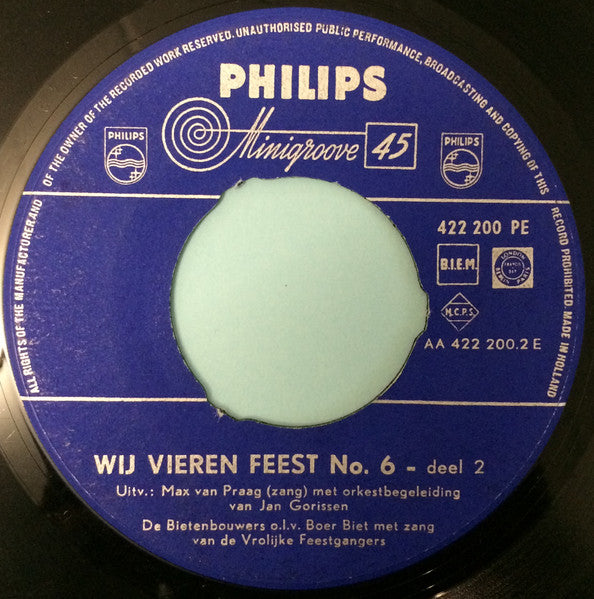 ALL RIGHTS OF THE MANUFACTURER AND OF THE OWNER OF THE RECORDED WORK RESERVED. UNAUTHORISED PUBLIC PERFORMANCE, BROADCASTING AND COPYING OF THIS RECORD PROHIBITED. MADE IN HOLLAND
PHILIPS
Minigroove 45
PHILIPS
PHILIPS
422 200 PE
B.I.E.M.
LONDON
BERLIN PARIS
M.C.P.S.
AA 422 200.2 E
WIJ VIEREN FEEST No. 6 - deel 2
Uitv.: Max van Praag (zang) met orkestbegeleiding
van Jan Gorissen
De Bietenbouwers o.l.v. Boer Biet met zang
van de Vrolijke Feestgangers